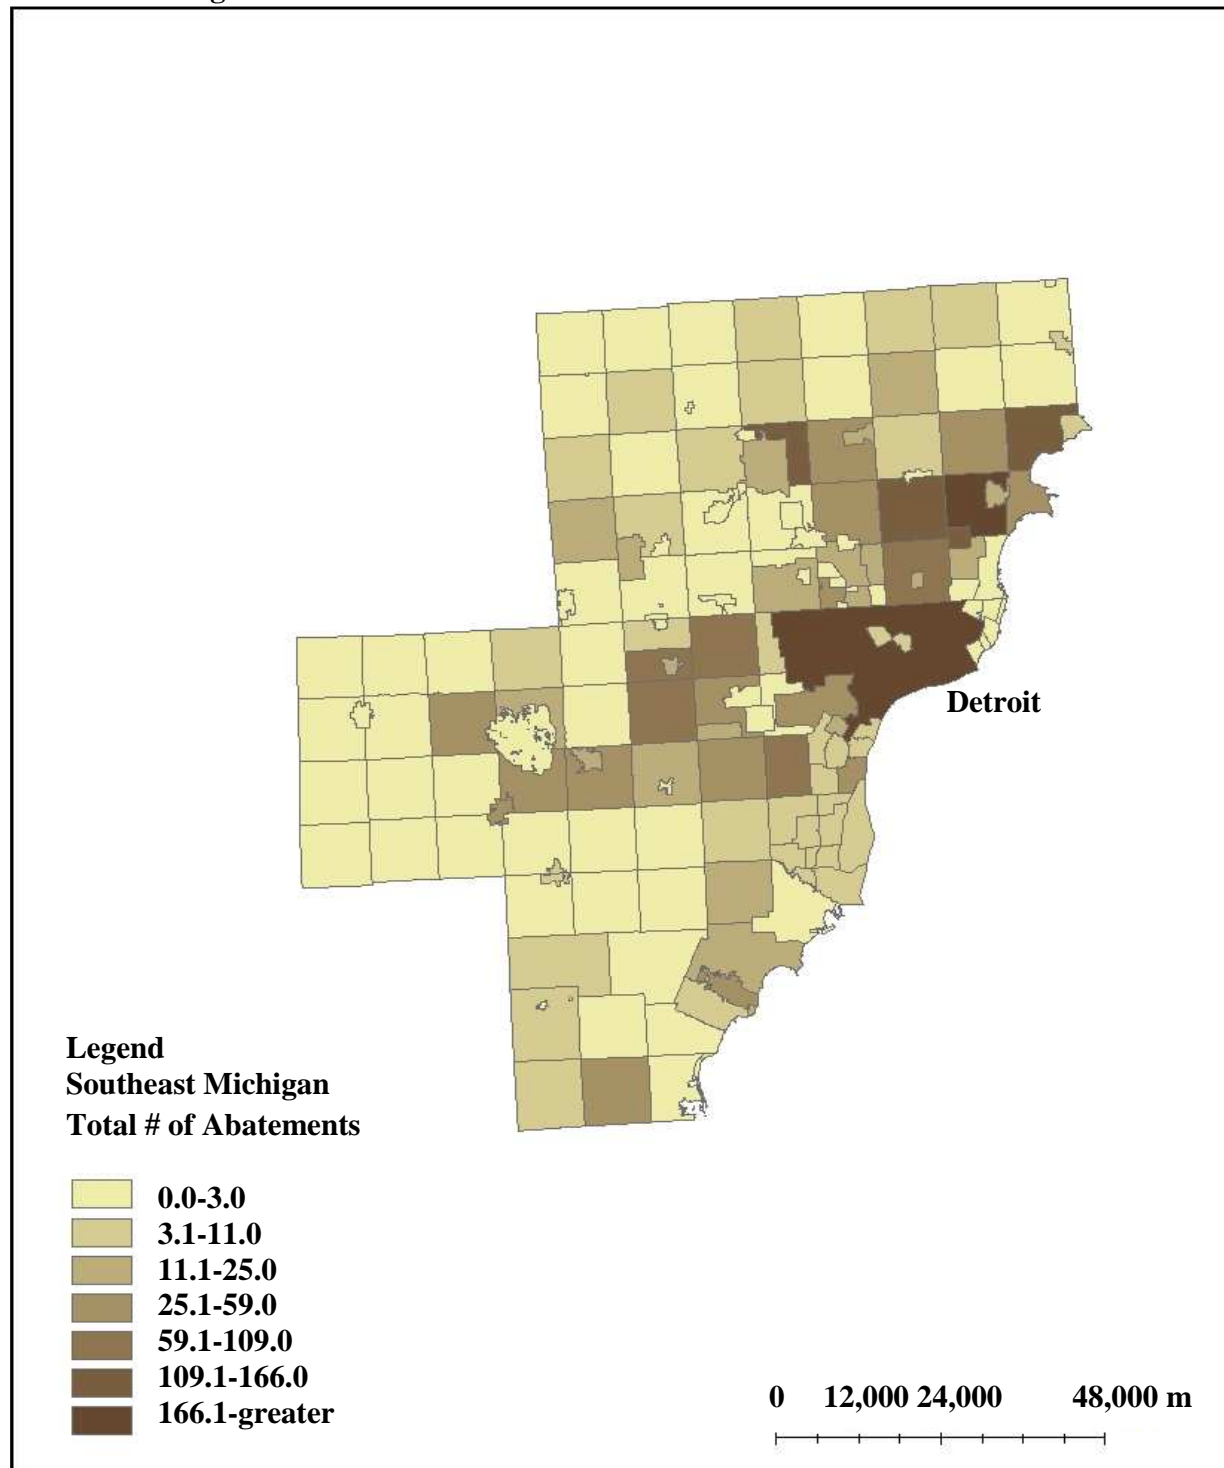 Detroit
Legend
Southeast Michigan
Total # of Abatements
0.0-3.0
3.1-11.0
11.1-25.0
25.1-59.0
59.1-109.0
109.1-166.0
166.1-greater
0 12,000 24,000 48,000 m